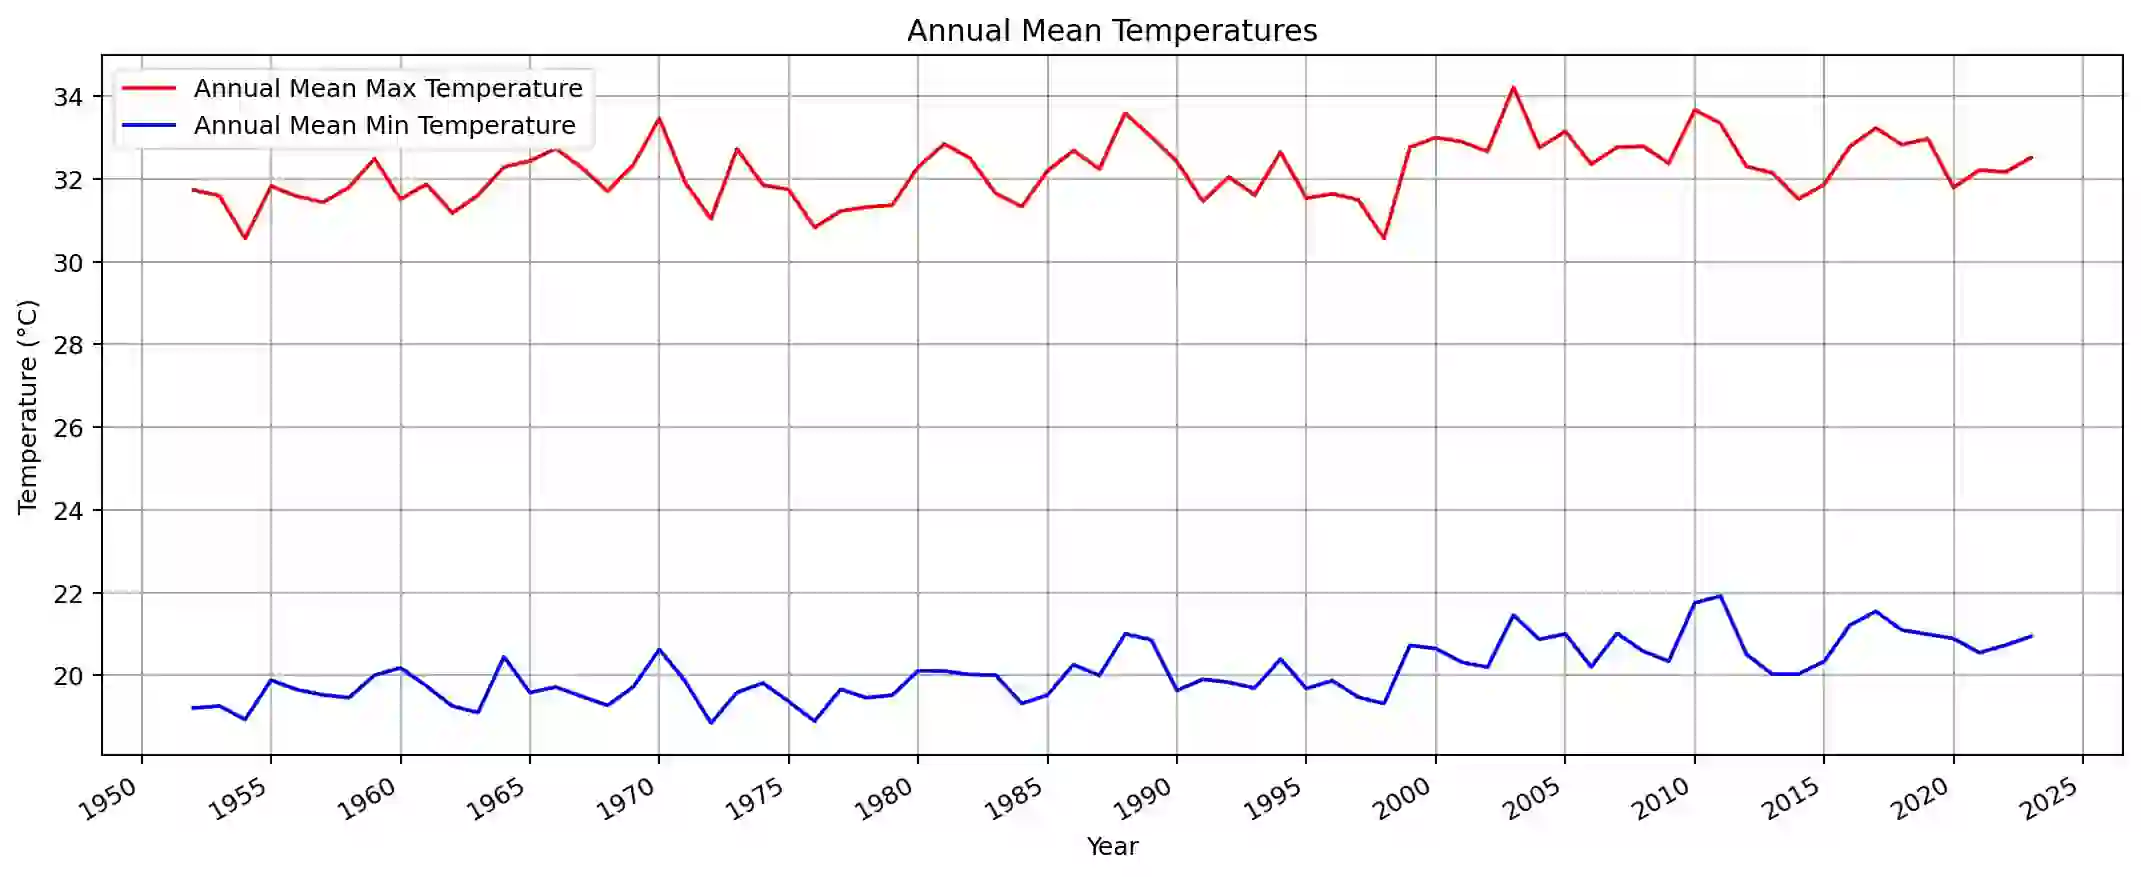 Annual Mean Temperatures
Annual Mean Max Temperature
Annual Mean Min Temperature
Temperature (°C)
34
32
30
28
26
24
22
20
1950 1955 1960 1965 1970 1975 1980 1985 1990 1995 2000 2005 2010 2015 2020 2025
Year